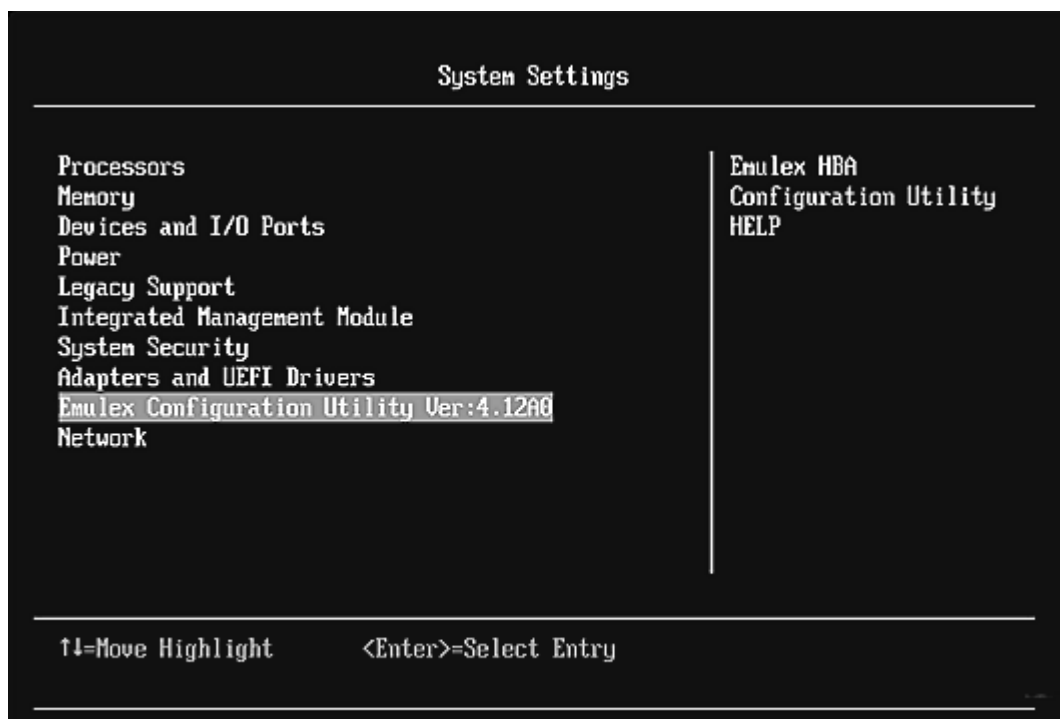 System Settings
Processors
Memory
Devices and I/O Ports
Power
Legacy Support
Integrated Management Module
System Security
Adapters and UEFI Drivers
Emulex Configuration Utility Ver:4.12A0
Network
Emulex HBA
Configuration Utility
HELP
↑↓=Move Highlight <Enter>=Select Entry